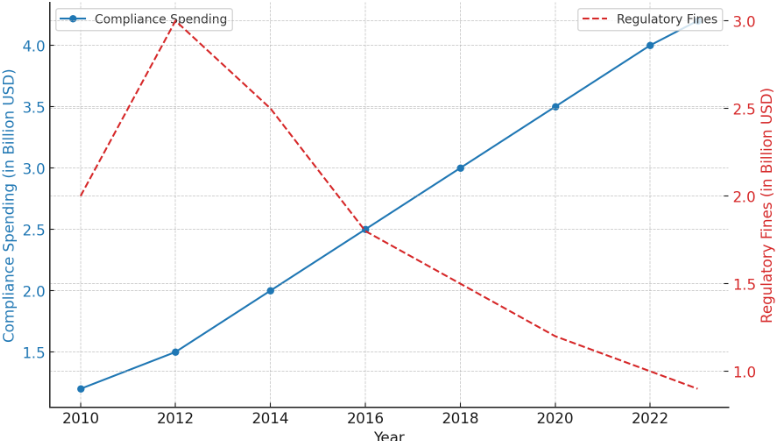 Compliance Spending
Regulatory Fines
Compliance Spending (in Billion USD)
4.0
3.5
3.0
2.5
2.0
1.5
3.0
2.5
2.0
1.5
1.0
Regulatory Fines (in Billion USD)
2010 2012 2014 2016 2018 2020 2022
Year